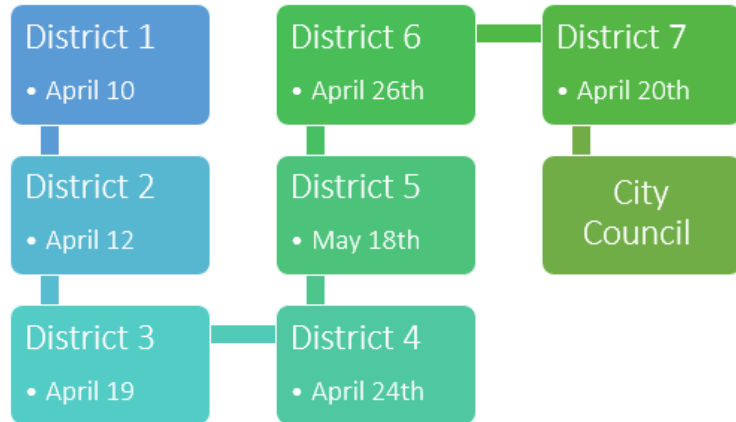 District 1
• April 10
District 2
• April 12
District 3
• April 19
District 4
• April 24th
District 5
• May 18th
District 6
• April 26th
District 7
• April 20th
City
Council